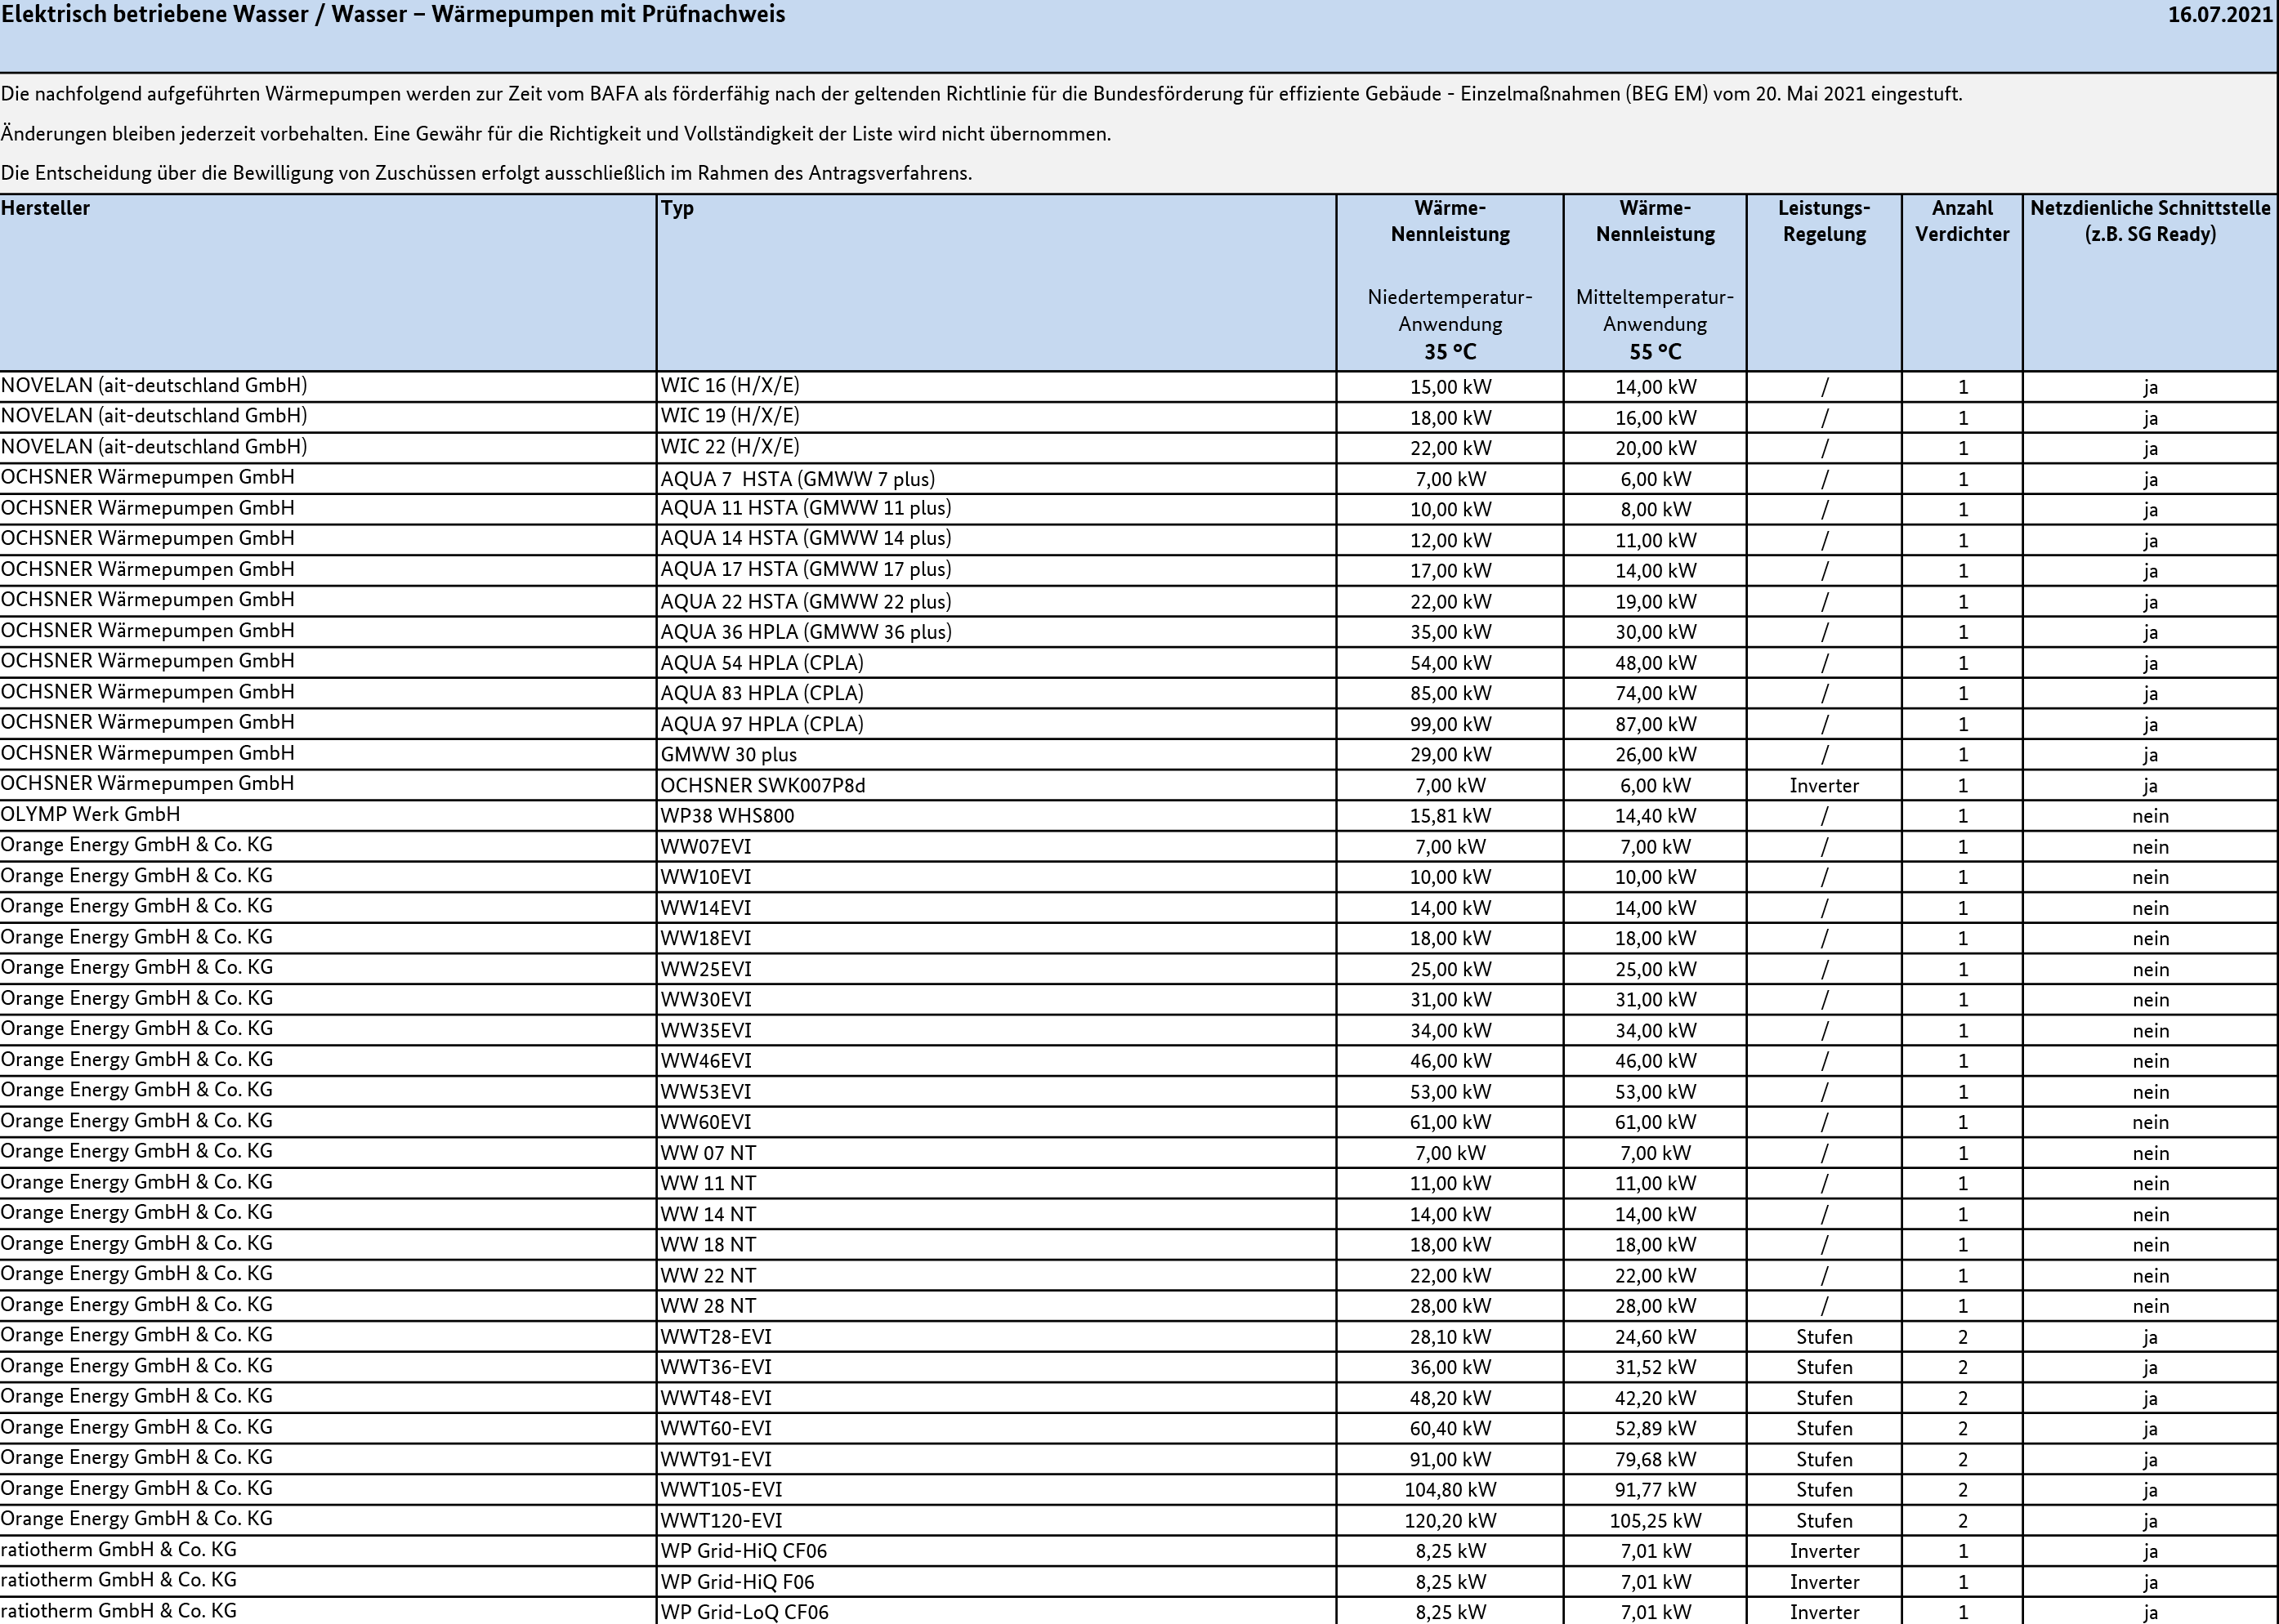 Elektrisch betriebene Wasser / Wasser – Wärmepumpen mit Prüfnachweis 16.07.2021
Die nachfolgend aufgeführten Wärmepumpen werden zur Zeit vom BAFA als förderfähig nach der geltenden Richtlinie für die Bundesförderung für effiziente Gebäude - Einzelmaßnahmen (BEG EM) vom 20. Mai 2021 eingestuft.
Änderungen bleiben jederzeit vorbehalten. Eine Gewähr für die Richtigkeit und Vollständigkeit der Liste wird nicht übernommen.
Die Entscheidung über die Bewilligung von Zuschüssen erfolgt ausschließlich im Rahmen des Antragsverfahrens.
Hersteller Typ Wärme- Wärme- Leistungs- Anzahl Netzdienliche Schnittstelle
Nennleistung Nennleistung Regelung Verdichter (z.B. SG Ready)
Niedertemperatur- Mitteltemperatur-
Anwendung Anwendung
35 °C 55 °C
NOVELAN (ait-deutschland GmbH) WIC 16 (H/X/E) 15,00 kW 14,00 kW / 1 ja
NOVELAN (ait-deutschland GmbH) WIC 19 (H/X/E) 18,00 kW 16,00 kW / 1 ja
NOVELAN (ait-deutschland GmbH) WIC 22 (H/X/E) 22,00 kW 20,00 kW / 1 ja
OCHSNER Wärmepumpen GmbH AQUA 7  HSTA (GMWW 7 plus) 7,00 kW 6,00 kW / 1 ja
OCHSNER Wärmepumpen GmbH AQUA 11 HSTA (GMWW 11 plus) 10,00 kW 8,00 kW / 1 ja
OCHSNER Wärmepumpen GmbH AQUA 14 HSTA (GMWW 14 plus) 12,00 kW 11,00 kW / 1 ja
OCHSNER Wärmepumpen GmbH AQUA 17 HSTA (GMWW 17 plus) 17,00 kW 14,00 kW / 1 ja
OCHSNER Wärmepumpen GmbH AQUA 22 HSTA (GMWW 22 plus) 22,00 kW 19,00 kW / 1 ja
OCHSNER Wärmepumpen GmbH AQUA 36 HPLA (GMWW 36 plus) 35,00 kW 30,00 kW / 1 ja
OCHSNER Wärmepumpen GmbH AQUA 54 HPLA (CPLA) 54,00 kW 48,00 kW / 1 ja
OCHSNER Wärmepumpen GmbH AQUA 83 HPLA (CPLA) 85,00 kW 74,00 kW / 1 ja
OCHSNER Wärmepumpen GmbH AQUA 97 HPLA (CPLA) 99,00 kW 87,00 kW / 1 ja
OCHSNER Wärmepumpen GmbH GMWW 30 plus 29,00 kW 26,00 kW / 1 ja
OCHSNER Wärmepumpen GmbH OCHSNER SWK007P8d 7,00 kW 6,00 kW Inverter 1 ja
OLYMP Werk GmbH WP38 WHS800 15,81 kW 14,40 kW / 1 nein
Orange Energy GmbH & Co. KG WW07EVI 7,00 kW 7,00 kW / 1 nein
Orange Energy GmbH & Co. KG WW10EVI 10,00 kW 10,00 kW / 1 nein
Orange Energy GmbH & Co. KG WW14EVI 14,00 kW 14,00 kW / 1 nein
Orange Energy GmbH & Co. KG WW18EVI 18,00 kW 18,00 kW / 1 nein
Orange Energy GmbH & Co. KG WW25EVI 25,00 kW 25,00 kW / 1 nein
Orange Energy GmbH & Co. KG WW30EVI 31,00 kW 31,00 kW / 1 nein
Orange Energy GmbH & Co. KG WW35EVI 34,00 kW 34,00 kW / 1 nein
Orange Energy GmbH & Co. KG WW46EVI 46,00 kW 46,00 kW / 1 nein
Orange Energy GmbH & Co. KG WW53EVI 53,00 kW 53,00 kW / 1 nein
Orange Energy GmbH & Co. KG WW60EVI 61,00 kW 61,00 kW / 1 nein
Orange Energy GmbH & Co. KG WW 07 NT 7,00 kW 7,00 kW / 1 nein
Orange Energy GmbH & Co. KG WW 11 NT 11,00 kW 11,00 kW / 1 nein
Orange Energy GmbH & Co. KG WW 14 NT 14,00 kW 14,00 kW / 1 nein
Orange Energy GmbH & Co. KG WW 18 NT 18,00 kW 18,00 kW / 1 nein
Orange Energy GmbH & Co. KG WW 22 NT 22,00 kW 22,00 kW / 1 nein
Orange Energy GmbH & Co. KG WW 28 NT 28,00 kW 28,00 kW / 1 nein
Orange Energy GmbH & Co. KG WWT28-EVI 28,10 kW 24,60 kW Stufen 2 ja
Orange Energy GmbH & Co. KG WWT36-EVI 36,00 kW 31,52 kW Stufen 2 ja
Orange Energy GmbH & Co. KG WWT48-EVI 48,20 kW 42,20 kW Stufen 2 ja
Orange Energy GmbH & Co. KG WWT60-EVI 60,40 kW 52,89 kW Stufen 2 ja
Orange Energy GmbH & Co. KG WWT91-EVI 91,00 kW 79,68 kW Stufen 2 ja
Orange Energy GmbH & Co. KG WWT105-EVI 104,80 kW 91,77 kW Stufen 2 ja
Orange Energy GmbH & Co. KG WWT120-EVI 120,20 kW 105,25 kW Stufen 2 ja
ratiotherm GmbH & Co. KG WP Grid-HiQ CF06 8,25 kW 7,01 kW Inverter 1 ja
ratiotherm GmbH & Co. KG WP Grid-HiQ F06 8,25 kW 7,01 kW Inverter 1 ja
ratiotherm GmbH & Co. KG WP Grid-LoQ CF06 8,25 kW 7,01 kW Inverter 1 ja